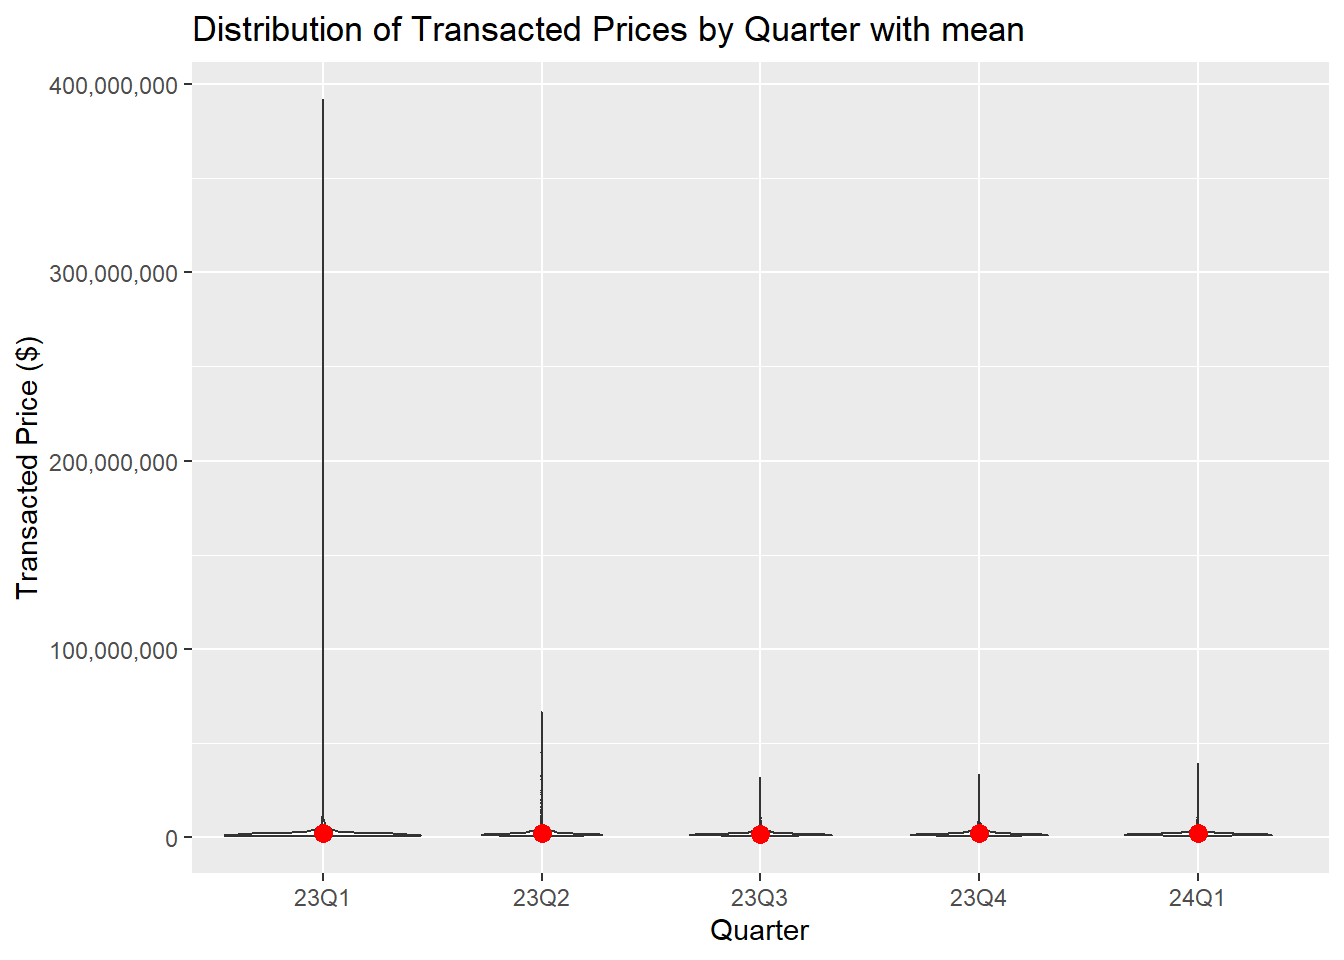 Distribution of Transacted Prices by Quarter with mean
400,000,000
300,000,000
200,000,000
100,000,000
0
Transacted Price ($)
23Q1 23Q2 23Q3 23Q4 24Q1
Quarter